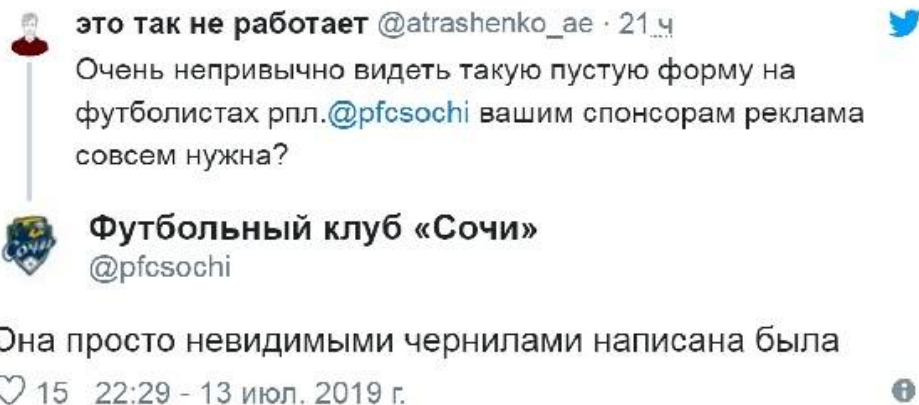 это так не работает @atrashenko_ae · 21 ч
Очень непривычно видеть такую пустую форму на
футболистах рпл.@pfcsochi вашим спонсорам реклама
совсем нужна?
Сочи
Футбольный клуб «Сочи»
@pfcsochi
Она просто невидимыми чернилами написана была
15 22:29 - 13 июл. 2019 г.